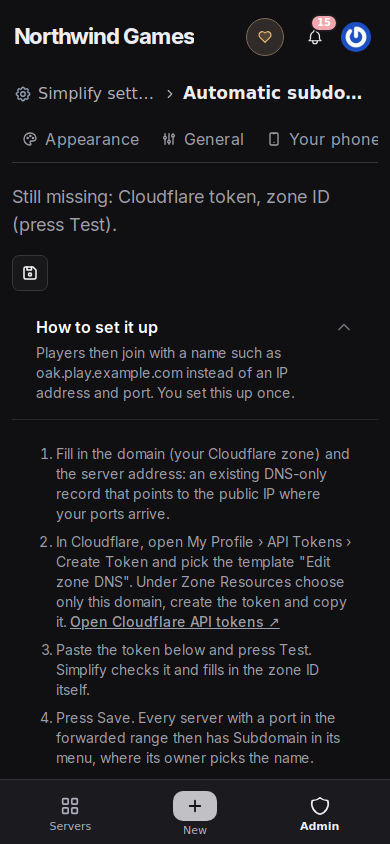 Northwind Games
15
Simplify sett... › Automatic subdo...
Appearance General Your phone
Still missing: Cloudflare token, zone ID
(press Test).
How to set it up
Players then join with a name such as
oak.play.example.com instead of an IP
address and port. You set this up once.
1. Fill in the domain (your Cloudflare zone) and
the server address: an existing DNS-only
record that points to the public IP where
your ports arrive.
2. In Cloudflare, open My Profile › API Tokens ›
Create Token and pick the template "Edit
zone DNS". Under Zone Resources choose
only this domain, create the token and copy
it. Open Cloudflare API tokens ↗
3. Paste the token below and press Test.
Simplify checks it and fills in the zone ID
itself.
4. Press Save. Every server with a port in the
forwarded range then has Subdomain in its
menu, where its owner picks the name.
Servers New Admin